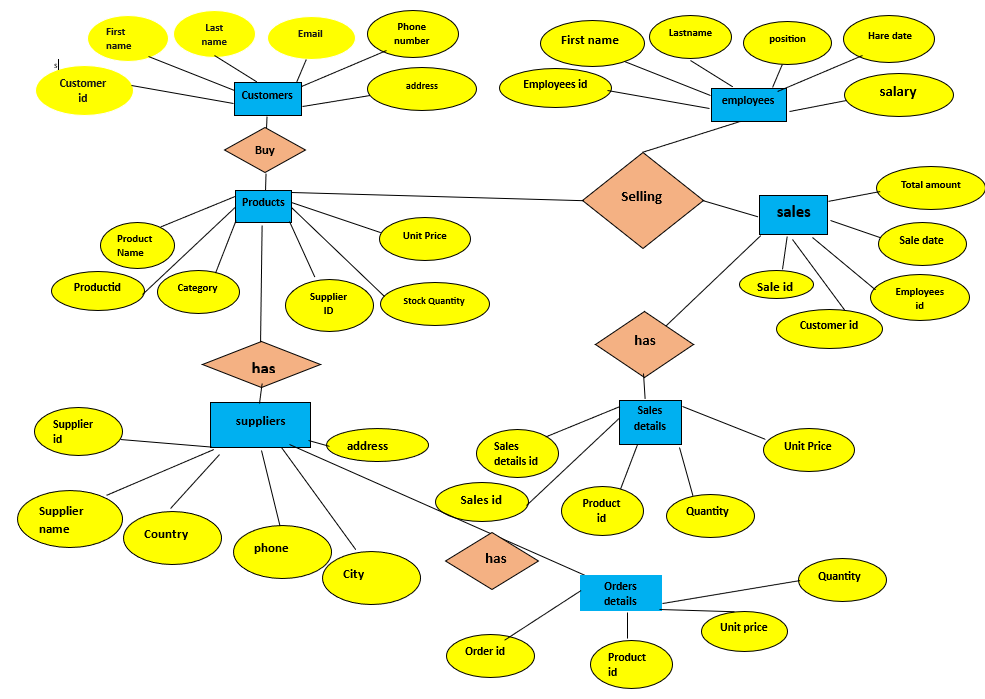 First
name
Last
name
Email
Phone
number
s
Customer
id
Customers
address
First name
Lastname
position
Hare date
Employees id
employees
salary
Buy
Selling
Products
sales
Total amount
Sale date
Sale id
Employees
id
Customer id
Product
Name
Productid
Category
Supplier
ID
Unit Price
Stock Quantity
has
has
suppliers
Supplier
id
address
Supplier
name
Country
phone
City
Sales
details
Sales
details id
Sales id
Product
id
Quantity
Unit Price
has
Orders
details
Quantity
Unit price
Order id
Product
id